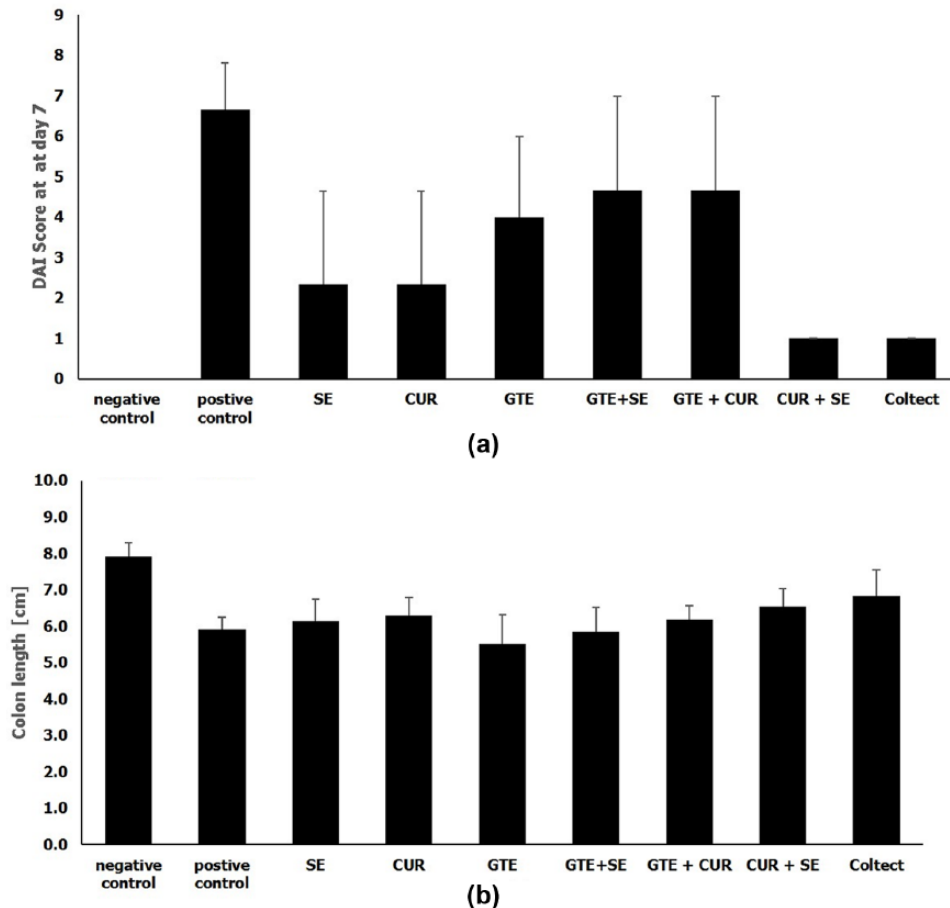 DAI Score at at day 7
9
8
7
6
5
4
3
2
1
0
negative control
postive control
SE
CUR
GTE
GTE+SE
GTE + CUR
CUR + SE
Coltect
(a)
Colon length [cm]
10.0
9.0
8.0
7.0
6.0
5.0
4.0
3.0
2.0
1.0
0.0
negative control
postive control
SE
CUR
GTE
GTE+SE
GTE + CUR
CUR + SE
Coltect
(b)